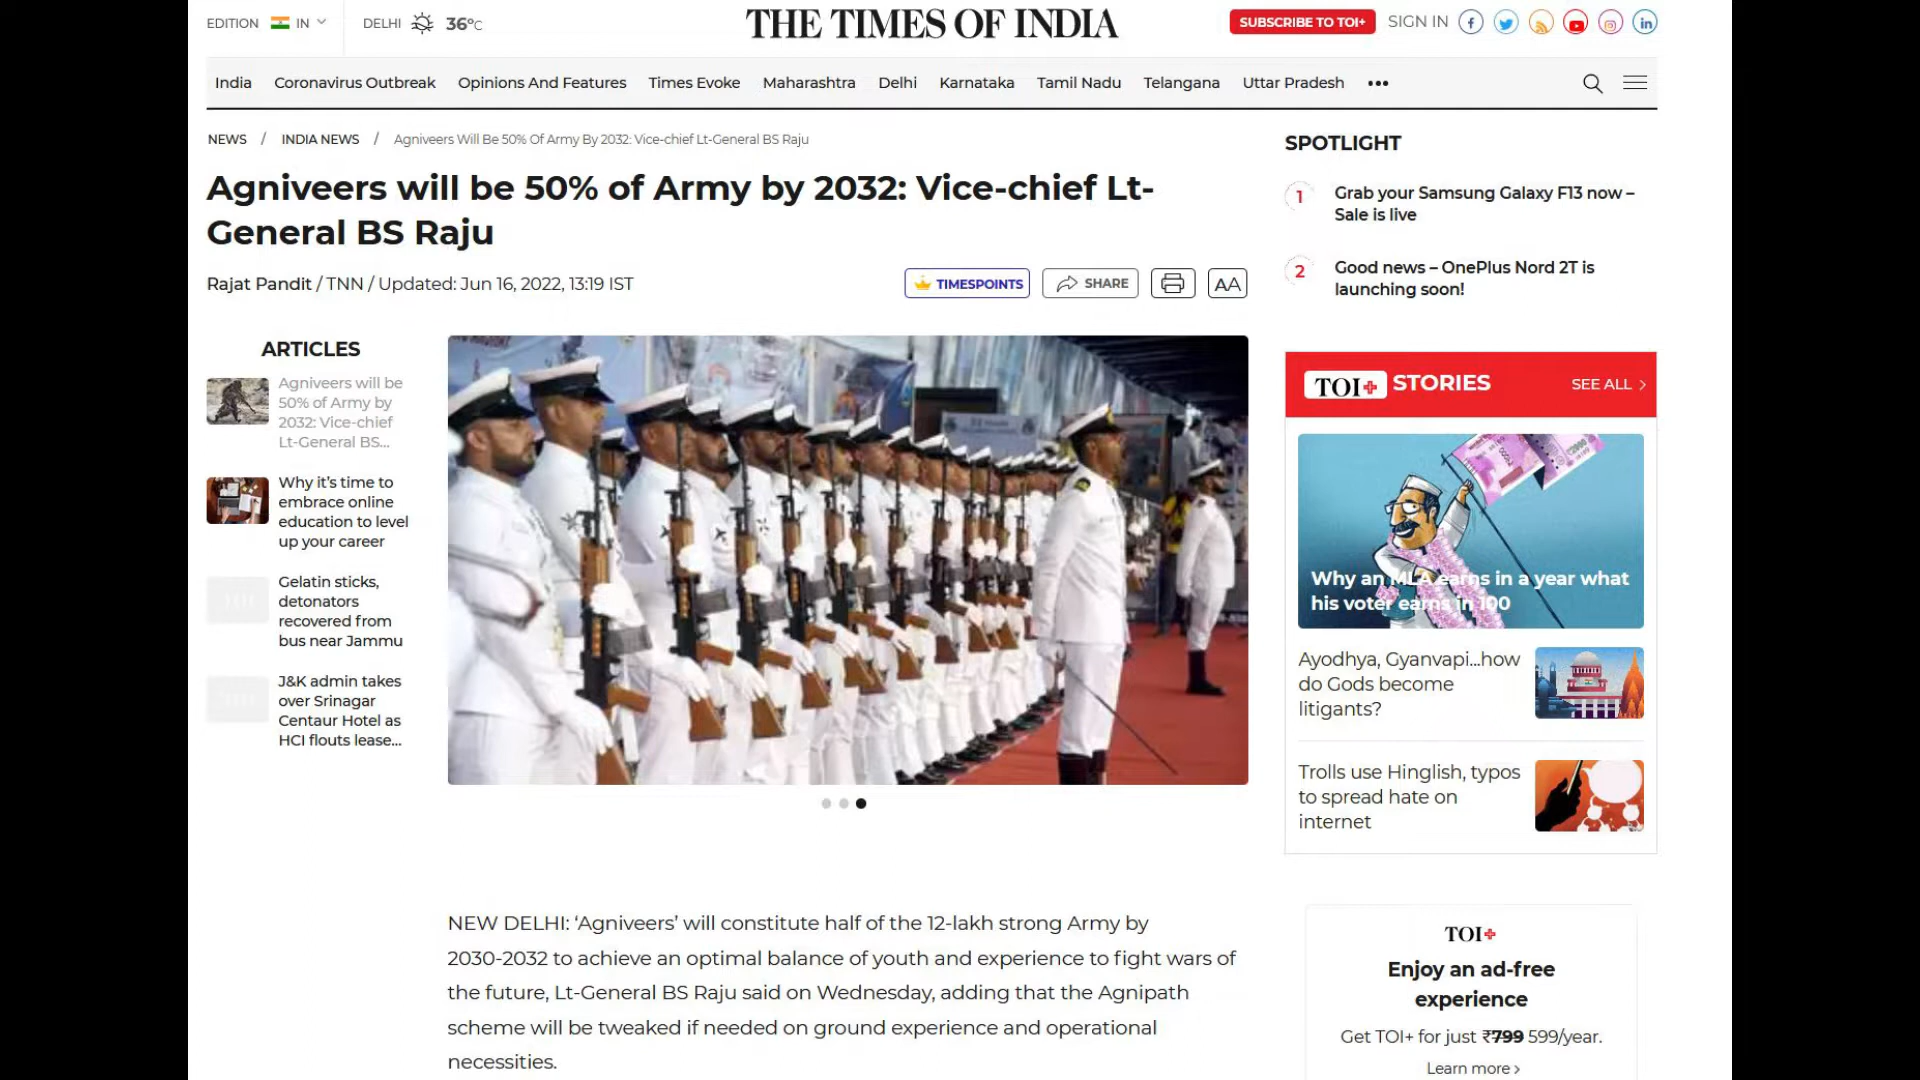 EDITION IN
DELHI 36°C
THE TIMES OF INDIA
SUBSCRIBE TO TOI+ SIGN IN
India Coronavirus Outbreak Opinions And Features Times Evoke Maharashtra Delhi Karnataka Tamil Nadu Telangana Uttar Pradesh •••
NEWS / INDIA NEWS / Agniveers Will Be 50% Of Army By 2032: Vice-chief Lt-General BS Raju
Agniveers will be 50% of Army by 2032: Vice-chief Lt-
General BS Raju
Rajat Pandit / TNN / Updated: Jun 16, 2022, 13:19 IST
TIMESPOINTS SHARE AA
ARTICLES
Agniveers will be
50% of Army by
2032: Vice-chief
Lt-General BS...
Why it's time to
embrace online
education to level
up your career
Gelatin sticks,
detonators
recovered from
bus near Jammu
J&K admin takes
over Srinagar
Centaur Hotel as
HCI flouts lease...
NEW DELHI: ‘Agniveers’ will constitute half of the 12-lakh strong Army by
2030-2032 to achieve an optimal balance of youth and experience to fight wars of
the future, Lt-General BS Raju said on Wednesday, adding that the Agnipath
scheme will be tweaked if needed on ground experience and operational
necessities.
SPOTLIGHT
1 Grab your Samsung Galaxy F13 now –
Sale is live
2 Good news – OnePlus Nord 2T is
launching soon!
TOI+ STORIES SEE ALL >
Why an MLA earns in a year what
his voter earns in 100
Ayodhya, Gyanvapi...how
do Gods become
litigants?
Trolls use Hinglish, typos
to spread hate on
internet
TOI+
Enjoy an ad-free
experience
Get TOI+ for just ₹799 599/year.
Learn more >